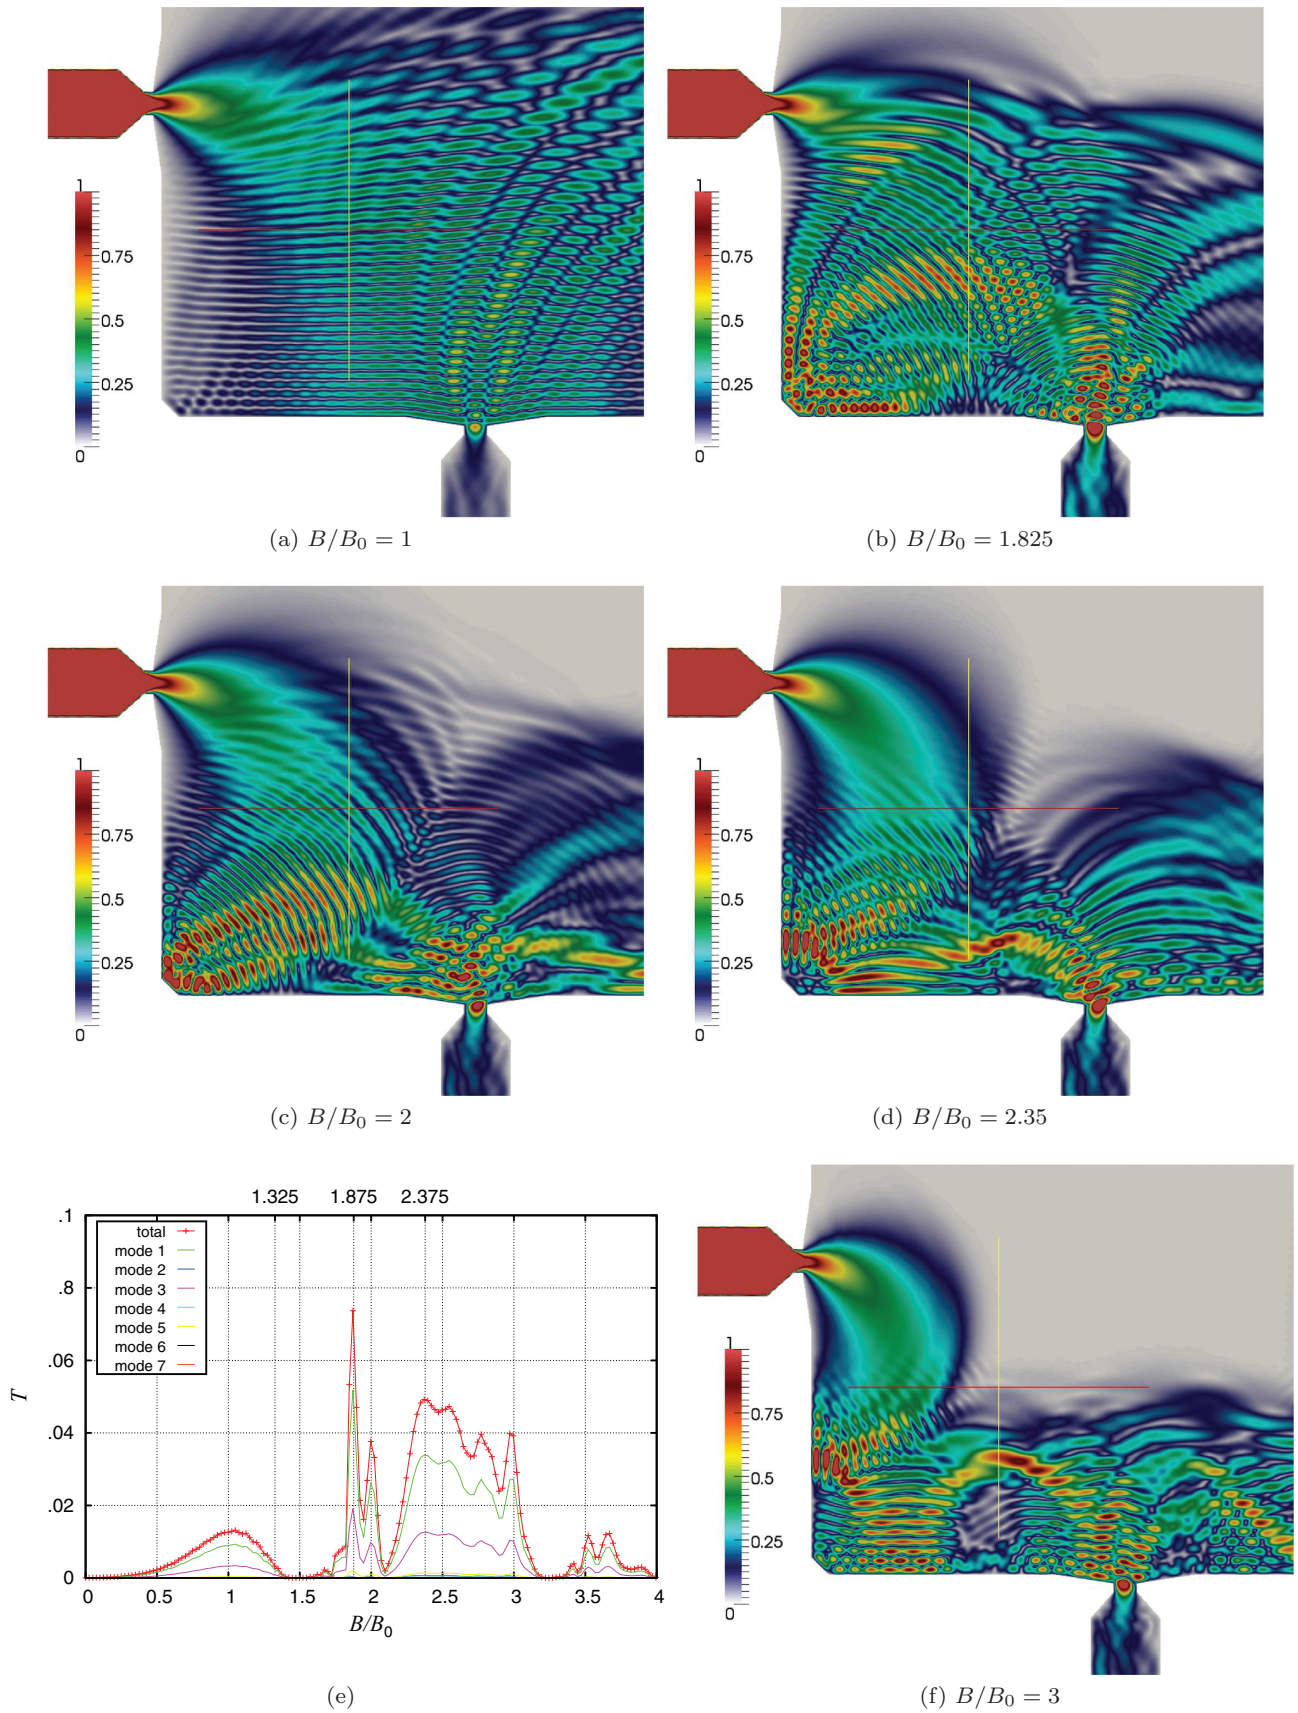 1
0.75
0.5
0.25
0
(a) B/B0 = 1
1
0.75
0.5
0.25
0
(b) B/B0 = 1.825
1
0.75
0.5
0.25
0
(c) B/B0 = 2
1
0.75
0.5
0.25
0
(d) B/B0 = 2.35
1.325 1.875 2.375
.1
.8
.06
.04
.02
0
T
total
mode 1
mode 2
mode 3
mode 4
mode 5
mode 6
mode 7
0 0.5 1 1.5 2 2.5 3 3.5 4
B/B0
(e)
1
0.75
0.5
0.25
0
(f) B/B0 = 3